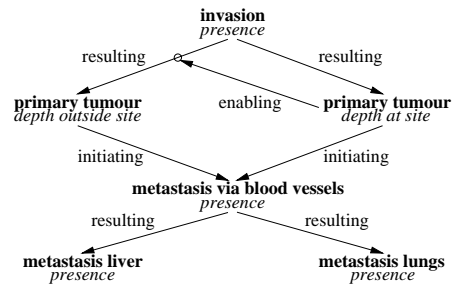 invasion
presence
resulting
resulting
primary tumour
depth outside site
enabling
primary tumour
depth at site
initiating
initiating
metastasis via blood vessels
presence
resulting
resulting
metastasis liver
presence
metastasis lungs
presence